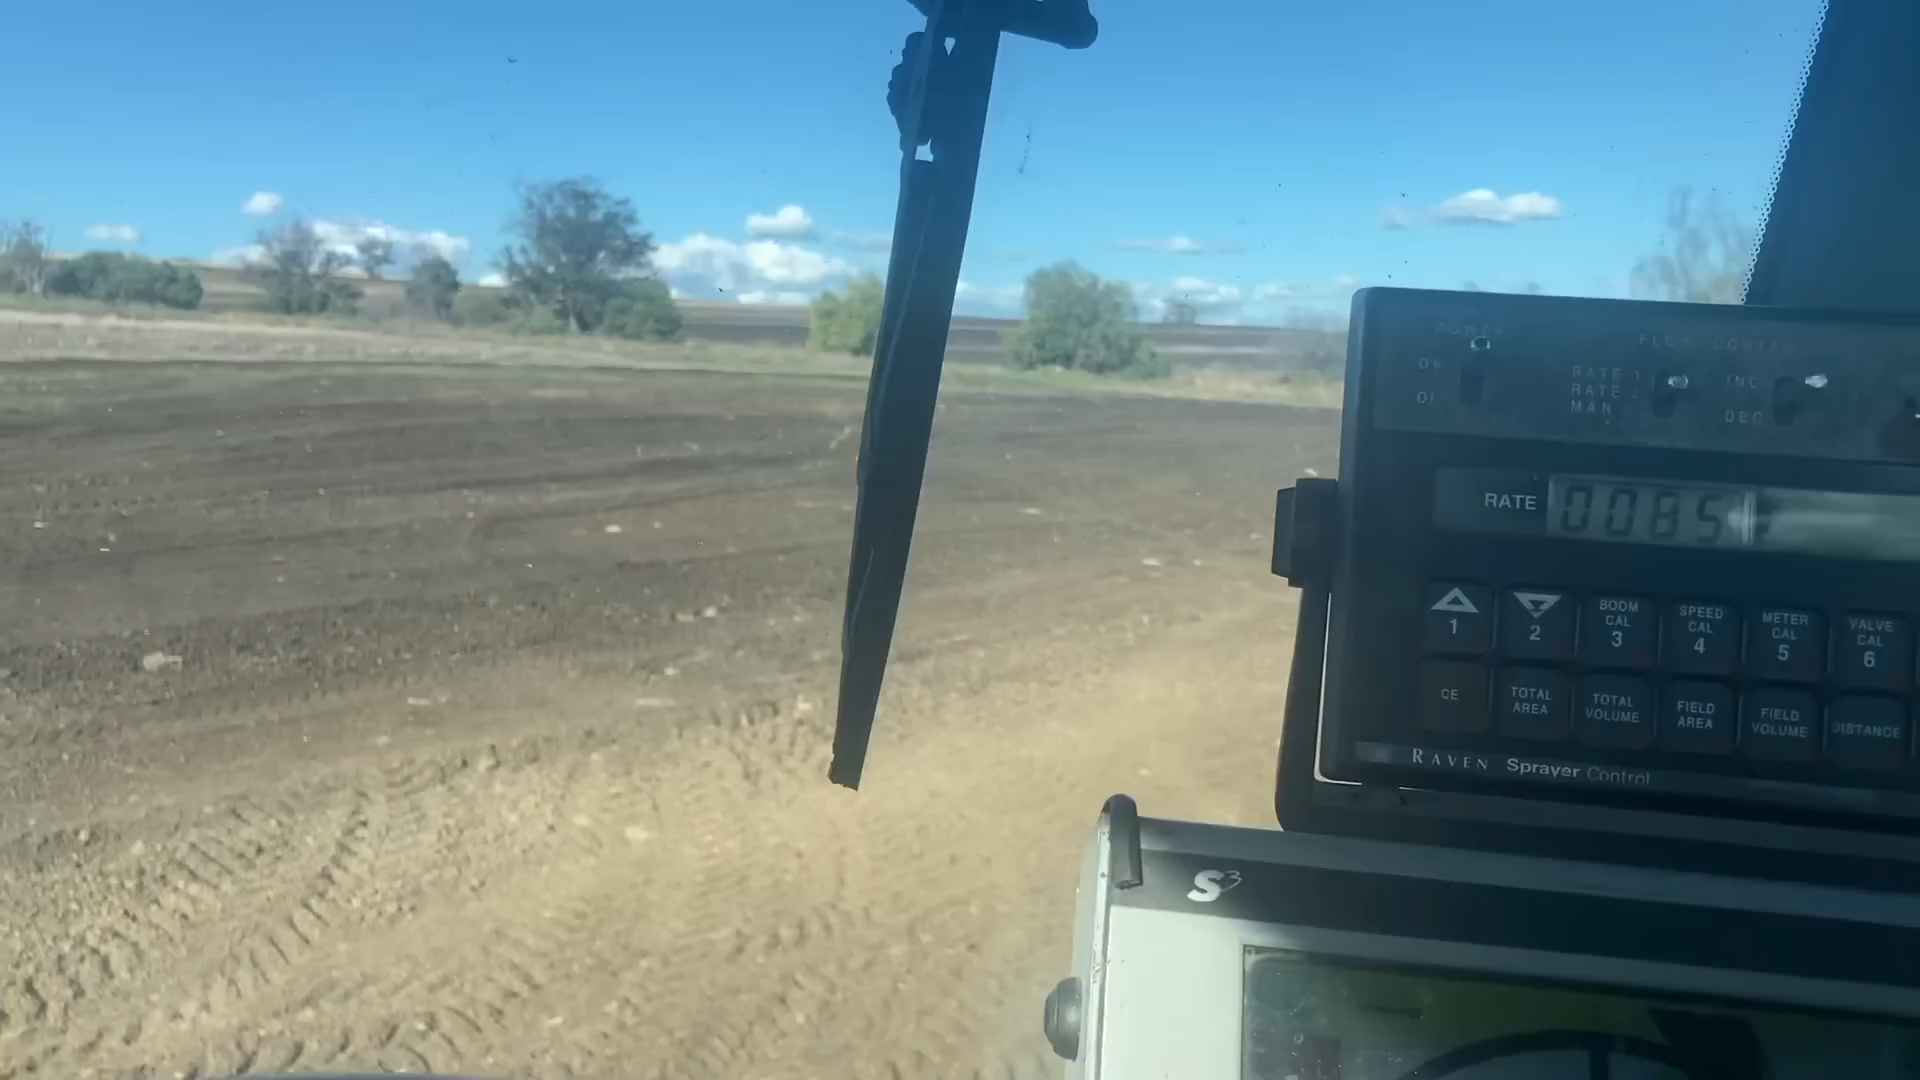 POWER
FLOW CONTROL
ON
OFF
RATE 1
RATE 2
MAN
INC
DEC
RATE 0085
1
2
BOOM
CAL
3
SPEED
CAL
4
METER
CAL
5
VALVE
CAL
6
CE
TOTAL
AREA
TOTAL
VOLUME
FIELD
AREA
FIELD
VOLUME
DISTANCE
RAVEN Sprayer Control
S3